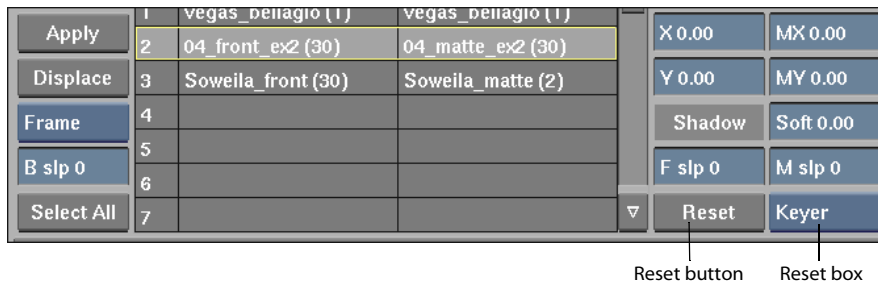 1 vegas_bellagio (1) vegas_bellagio (1)
Apply
2 04_front_ex2 (30) 04_matte_ex2 (30)
X 0.00 MX 0.00
Displace
3 Soweila_front (30) Soweila_matte (2)
Y 0.00 MY 0.00
Frame
4
Shadow Soft 0.00
5
B slp 0
F slp 0 M slp 0
6
Select All
7
Reset Keyer
Reset button Reset box